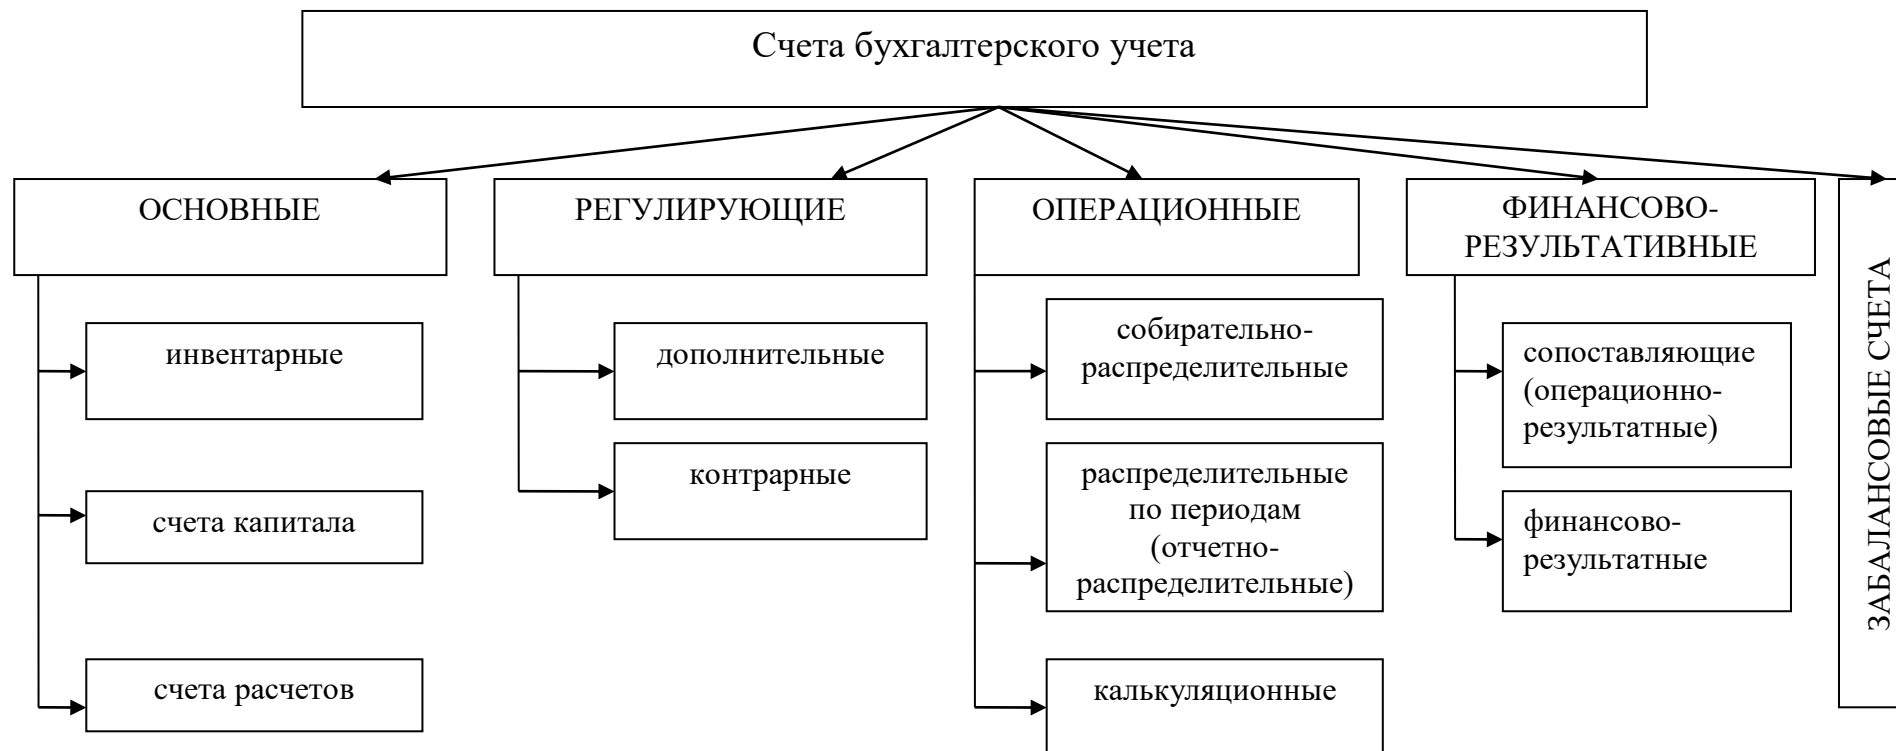 Счета бухгалтерского учета
ОСНОВНЫЕ
инвентарные
счета капитала
счета расчетов
РЕГУЛИРУЮЩИЕ
дополнительные
контрарные
ОПЕРАЦИОННЫЕ
собирательно-
распределительные
распределительные
по периодам
(отчетно-
распределительные)
калькуляционные
ФИНАНСОВО-
РЕЗУЛЬТАТИВНЫЕ
сопоставляющие
(операционно-
результатные)
финансово-
результатные
ЗАБАЛАНСОВЫЕ СЧЕТА